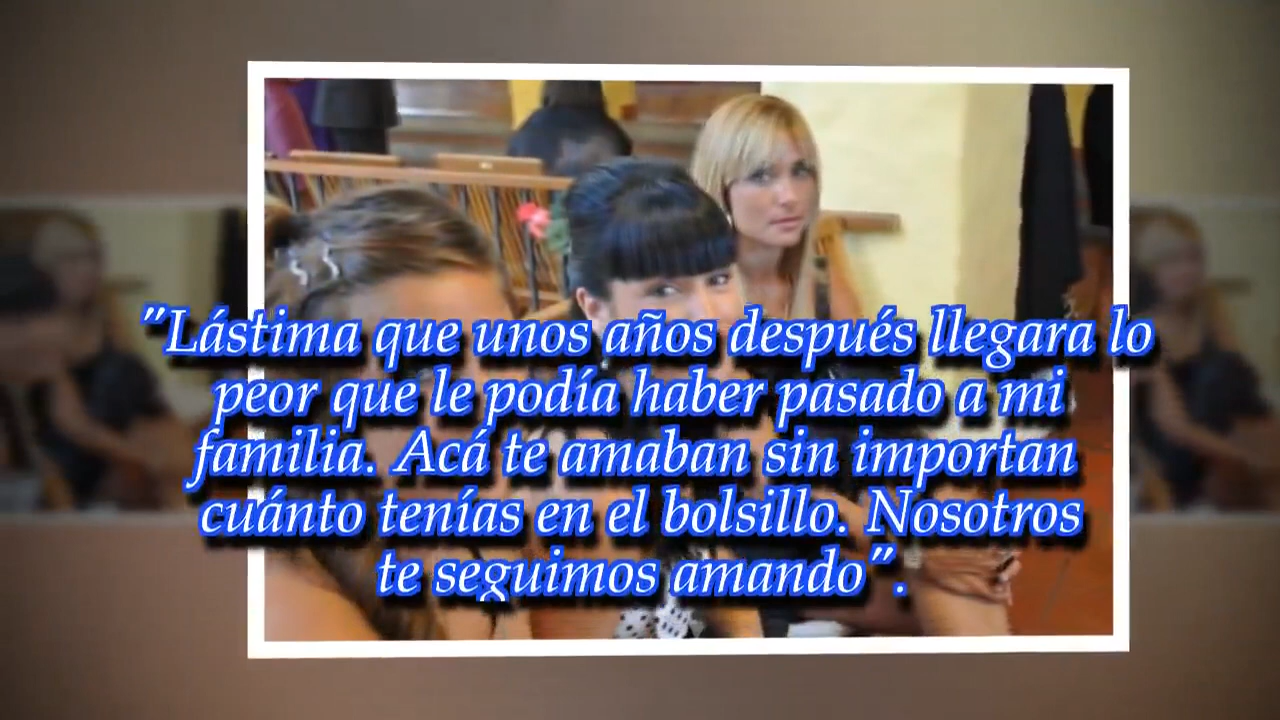 "Lástima que unos años después llegara lo
peor que le podía haber pasado a mi
familia. Acá te amaban sin importan
cuánto tenías en el bolsillo. Nosotros
te seguimos amando".